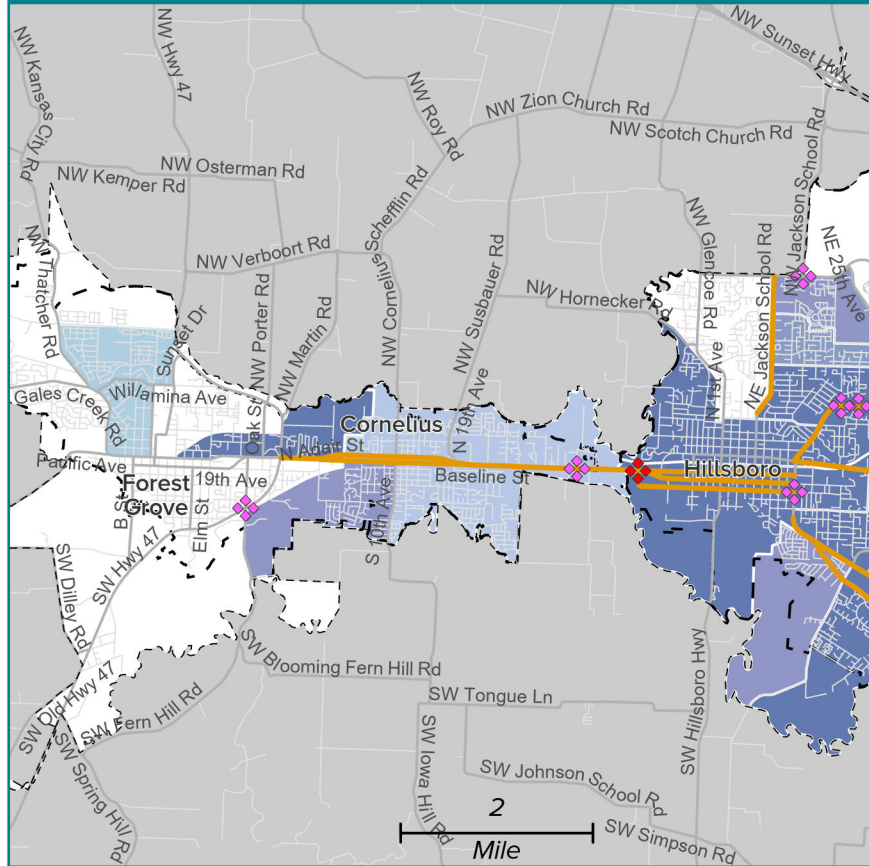 NW Kansas City Rd
NW Hwy 47
NW Sunset Hwy
NW Roy Rd
NW Zion Church Rd
NW Scotch Church Rd
NW Osterman Rd
NW Kemper Rd
NW Jackson School Rd
NW Cornelius Schefflin Rd
NW Verboort Rd
NW Thatcher Rd
NW Susbauer Rd
NW Glencoe Rd
NE 25th Ave
NW Hornecker Rd
NE Jackson School Rd
Sunset Dr
NW Porter Rd
NW Martin Rd
Willamina Ave
Gales Creek Rd
Oak St
N 19th Ave
N 1st Ave
Cornelius
N Adair St
Pacific Ave
19th Ave
Baseline St
Hillsboro
Forest
Grove
B St
Elm St
S 10th Ave
SW Hwy 47
SW Dilley Rd
SW Blooming Fern Hill Rd
SW Old Hwy 47
SW Fern Hill Rd
SW Tongue Ln
SW Hillsboro Hwy
SW Spring Hill Rd
SW Iowa Hill Rd
SW Johnson School Rd
SW Simpson Rd
2
Mile